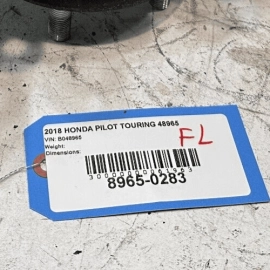 2018 HONDA PILOT TOURING 48965
VIN: B048965
Weight:
Dimensions:
FL
8965-0283